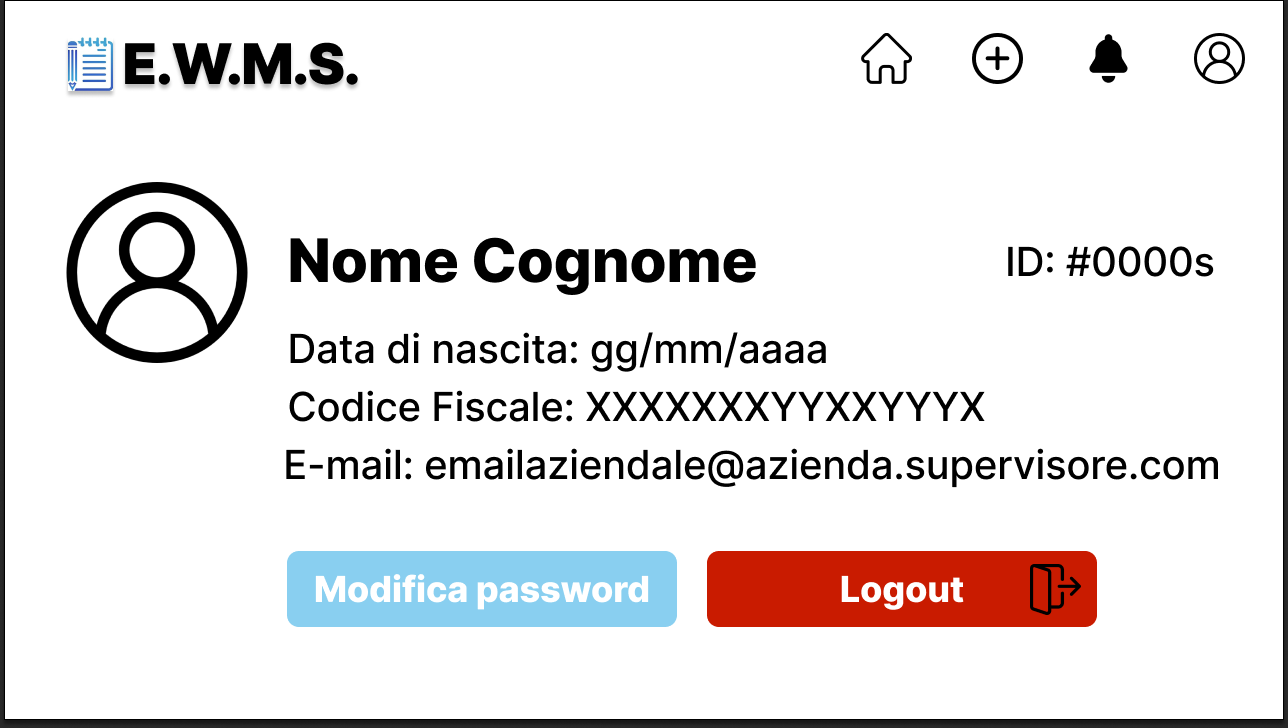 E.W.M.S.
Nome Cognome
ID: #0000s
Data di nascita: gg/mm/aaaa
Codice Fiscale: XXXXXXXYYXXYYYX
E-mail: emailaziendale@azienda.supervisore.com
Modifica password
Logout